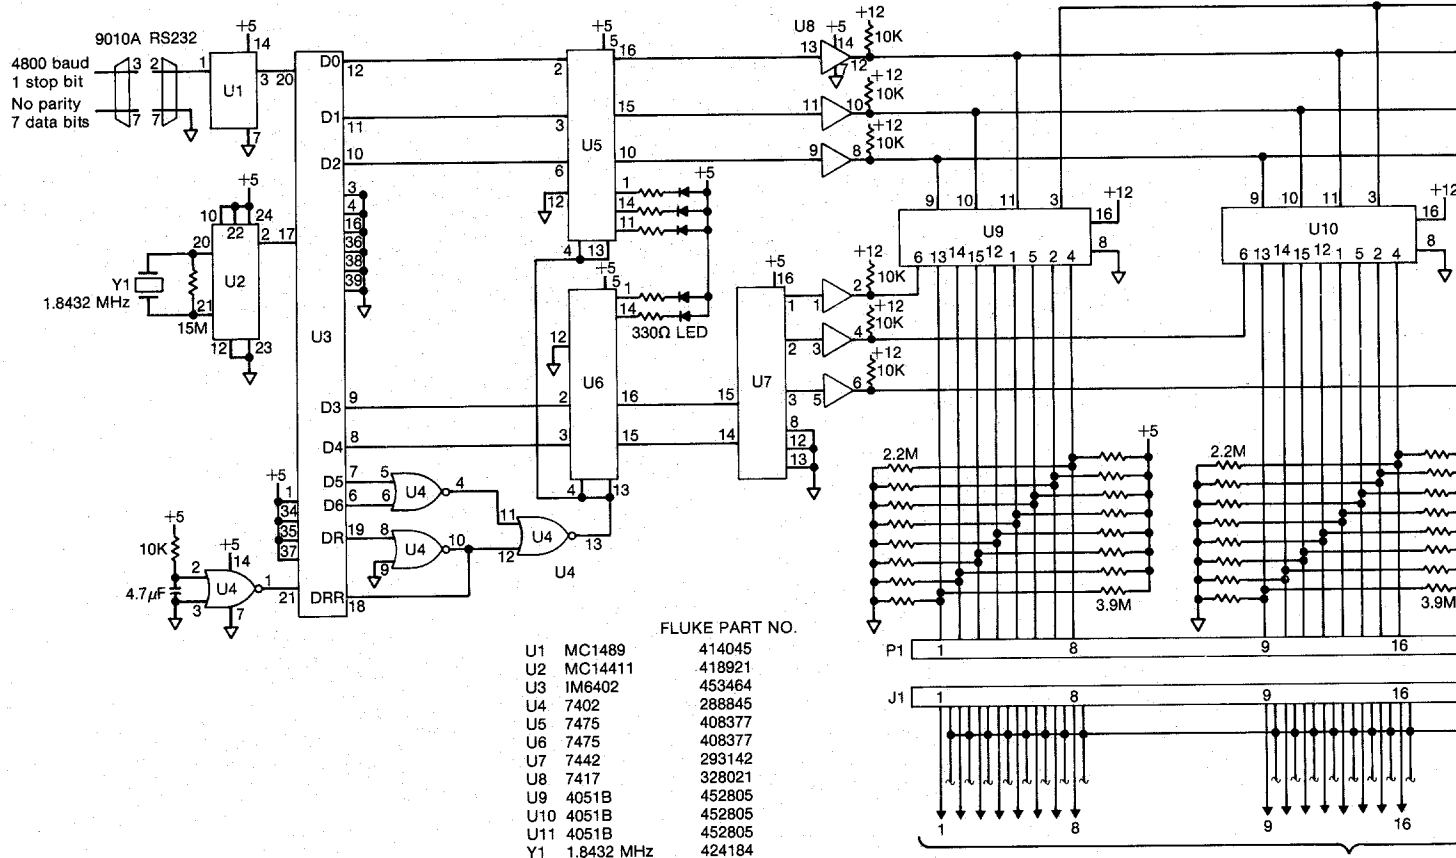 9010A RS232
4800 baud
1 stop bit
No parity
7 data bits
3 2
7 7
1 U1 3 20
+5
14
7
+5
10 24
22
20 2 17
U2
21
12 23
Y1
1.8432 MHz
15M
U3
D0 12
D1 11
D2 10
3
4
16
36
38
39
D3 9
D4 8
D5 7
D6 6
DR 19
DRR 18
+5
1
34
35
37
21
+5
10K
4.7µF
+5
14
2
3
U4 1
7
5
6
U4 4
8
9
U4 10
11
12
U4 13
U4
+5
5
2 16
3 15
U5
6 10
12 1
14
11
4 13
+5
5
1
14
330Ω LED
12
U6
2 16
3 15
4 13
+5
16
1
2
U7
15 3
14 8
12
13
U8 +5
13 14
7 12
+12
10K
11 10
+12
10K
9 8
+12
10K
1 2
+12
10K
3 4
+12
10K
5 6
+12
10K
9 10 11 3
+12
16
U9
8
6 13 14 15 12 1 5 2 4
9 10 11 3
+12
16
U10
8
6 13 14 15 12 1 5 2 4
2.2M
+5
3.9M
2.2M
3.9M
P1 1 8 9 16
J1 1 8 9 16
1 8 9 16
FLUKE PART NO.
U1 MC1489 414045
U2 MC14411 418921
U3 IM6402 453464
U4 7402 288845
U5 7475 408377
U6 7475 408377
U7 7442 293142
U8 7417 328021
U9 4051B 452805
U10 4051B 452805
U11 4051B 452805
Y1 1.8432 MHz 424184